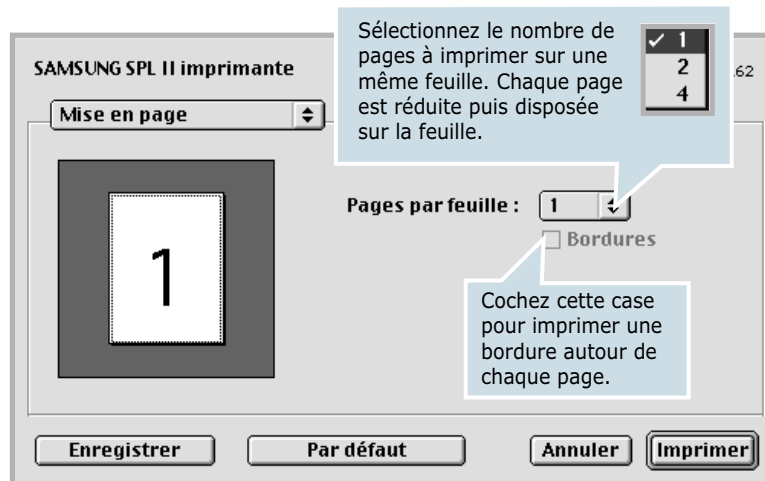 Sélectionnez le nombre de
pages à imprimer sur une
même feuille. Chaque page
est réduite puis disposée
sur la feuille.
✓ 1
2
4
SAMSUNG SPL II imprimante
.62
Mise en page
1
Pages par feuille : 1
Bordures
Cochez cette case
pour imprimer une
bordure autour de
chaque page.
Enregistrer Par défaut Annuler Imprimer